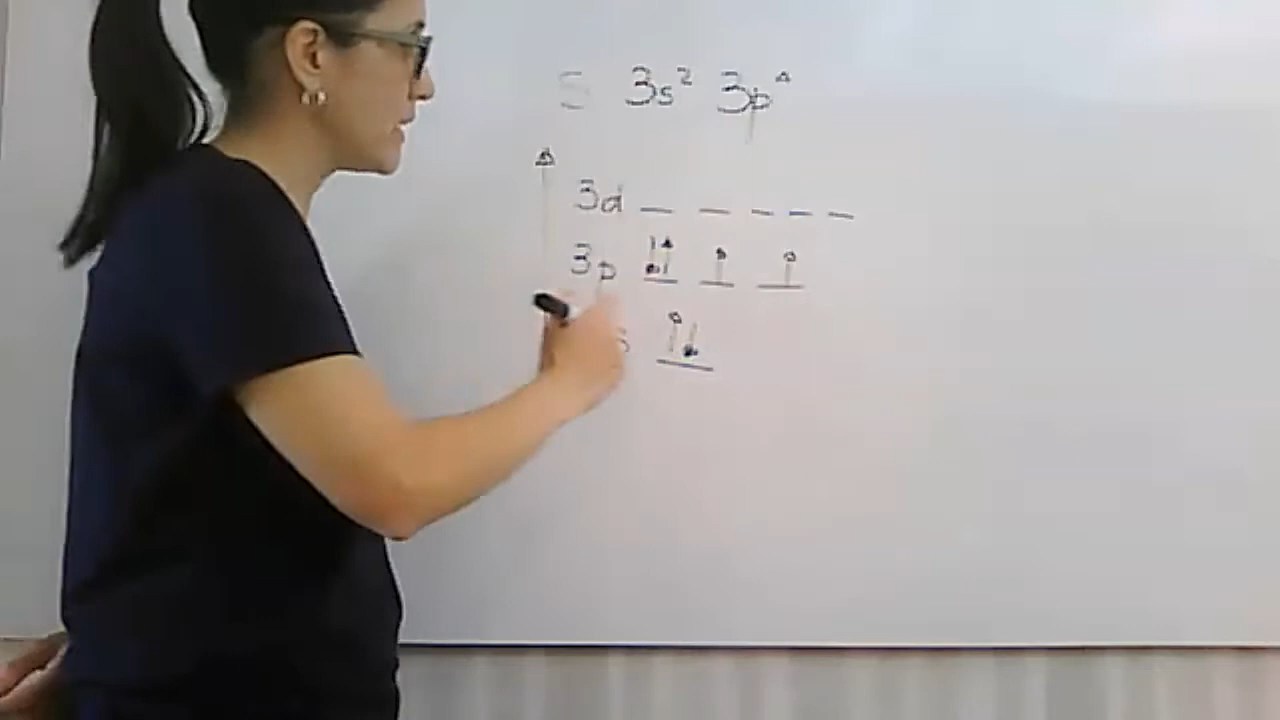 S 3s² 3p⁴
3d _ _ _ _ _
3p ↑↓ ↑ ↑
s ↑↓